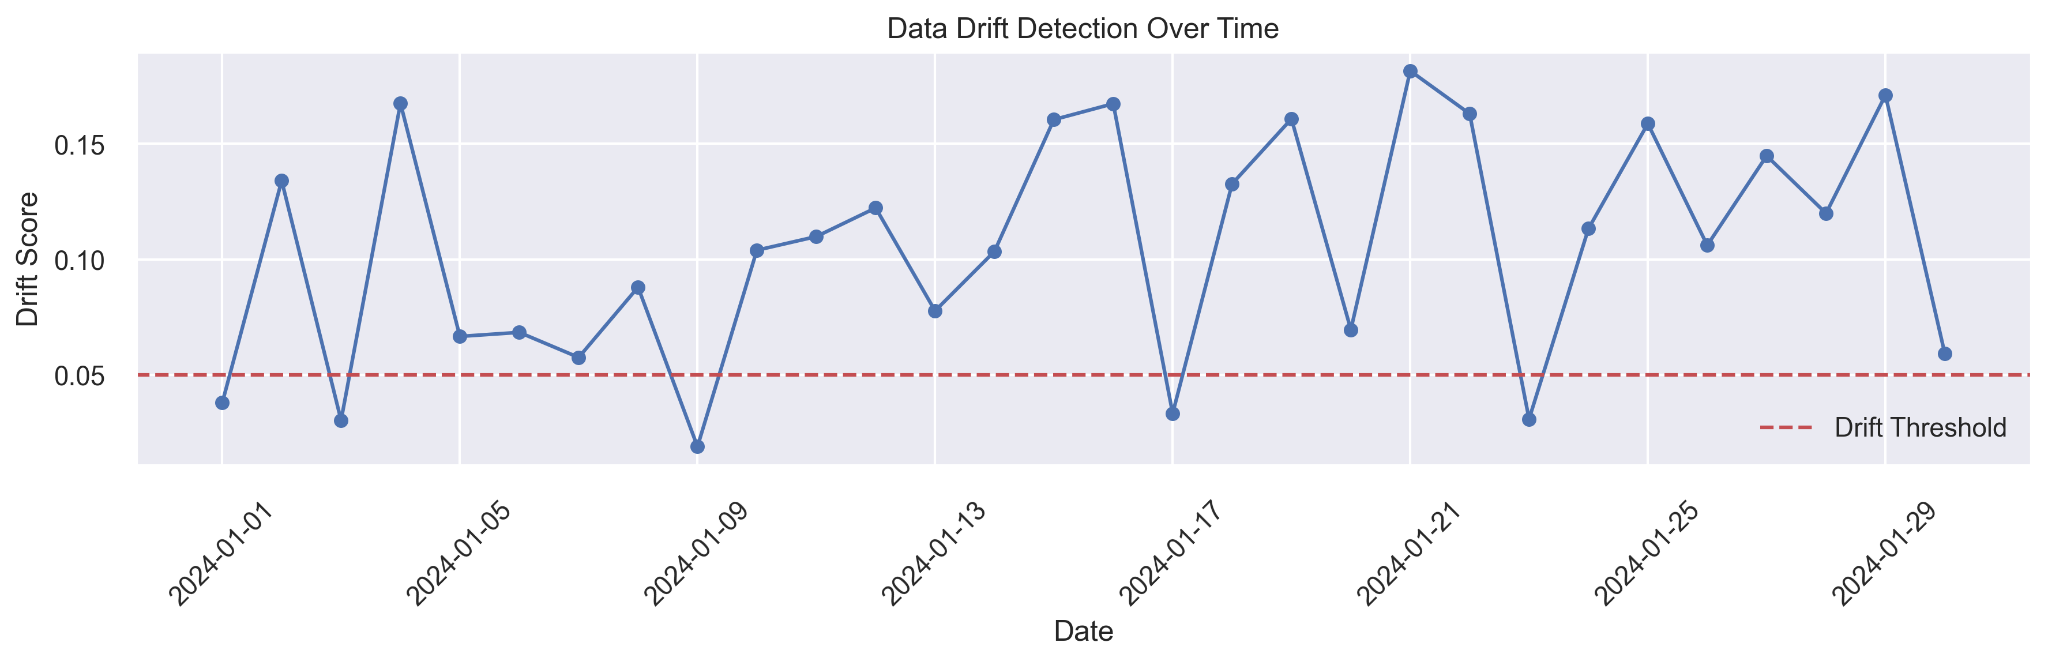 Data Drift Detection Over Time
Drift Score
0.15
0.10
0.05
Drift Threshold
2024-01-01
2024-01-05
2024-01-09
2024-01-13
2024-01-17
2024-01-21
2024-01-25
2024-01-29
Date